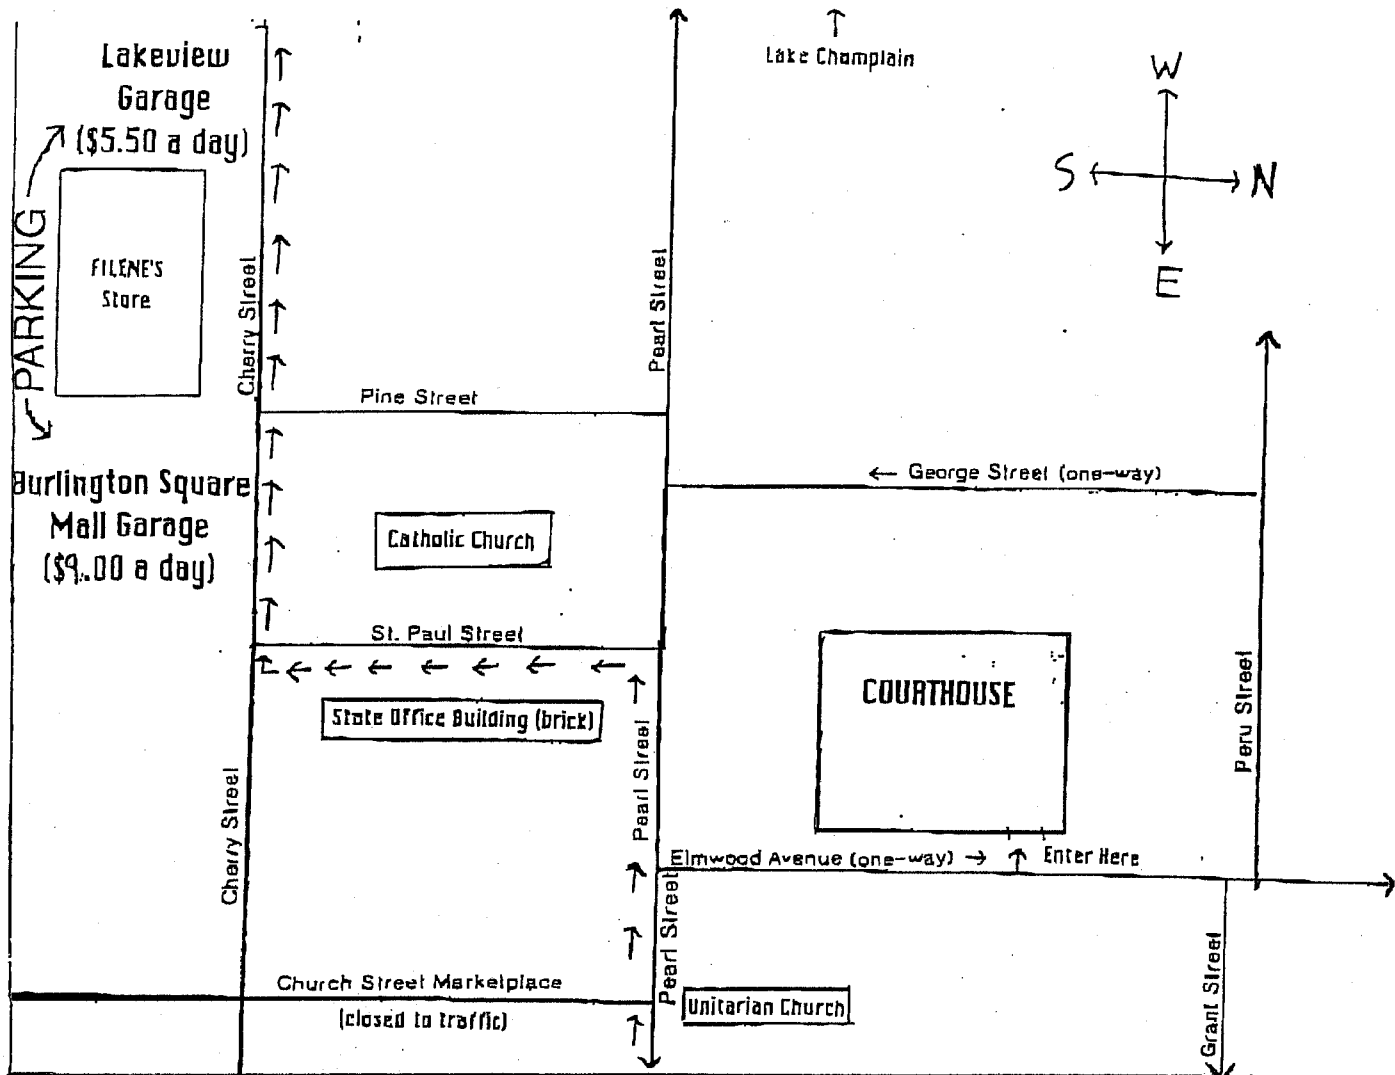 Lakeview
Garage
($5.50 a day)
PARKING
FILENE'S
Store
Burlington Square
Mall Garage
($9.00 a day)
Cherry Street
Cherry Street
Pine Street
Catholic Church
St. Paul Street
State Office Building (brick)
Church Street Marketplace
(closed to traffic)
Pearl Street
Pearl Street
Pearl Street
Lake Champlain
W
S
N
E
← George Street (one-way)
COURTHOUSE
Elmwood Avenue (one-way) →
↑ Enter Here
Unitarian Church
Peru Street
Grant Street